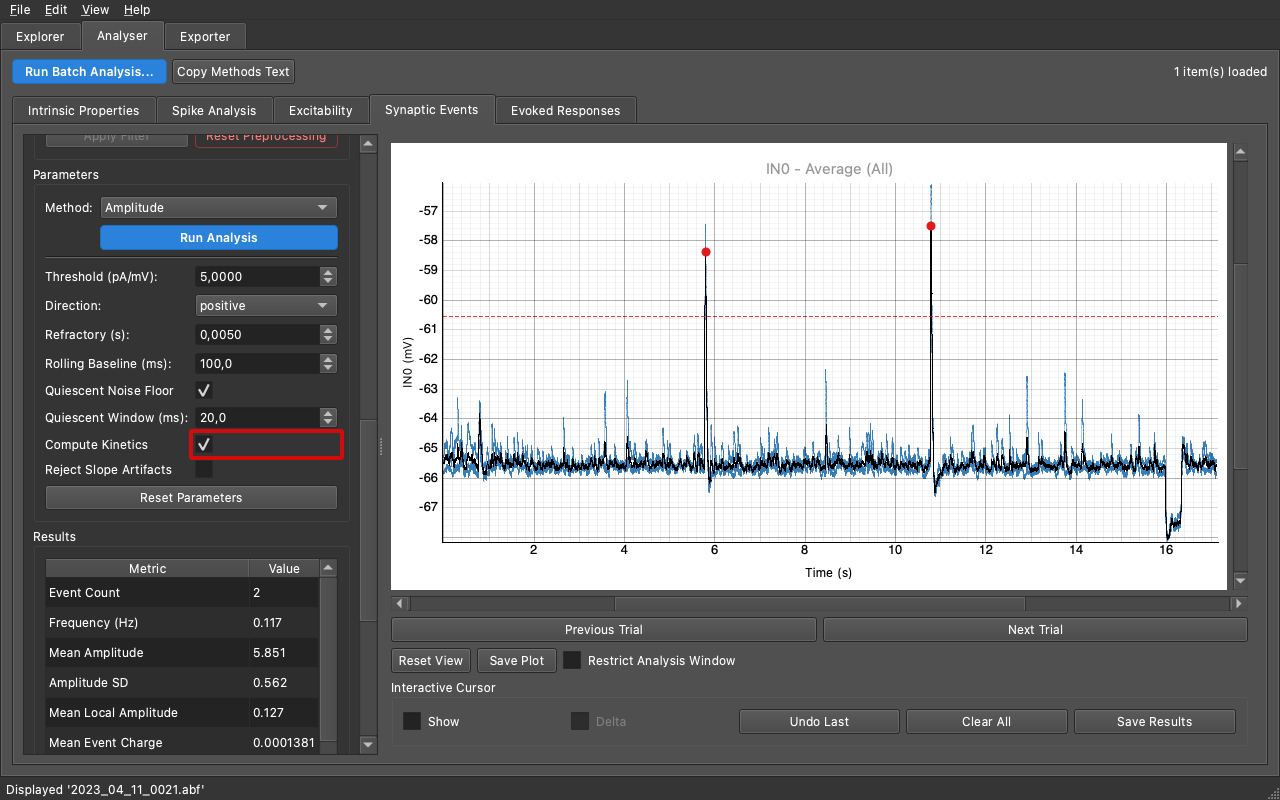 File Edit View Help
Explorer Analyser Exporter
Run Batch Analysis... Copy Methods Text 1 item(s) loaded
Intrinsic Properties Spike Analysis Excitability Synaptic Events Evoked Responses
Apply Filter Reset Preprocessing
Parameters
Method: Amplitude
Run Analysis
Threshold (pA/mV): 5,0000
Direction: positive
Refractory (s): 0,0050
Rolling Baseline (ms): 100,0
Quiescent Noise Floor
Quiescent Window (ms): 20,0
Compute Kinetics
Reject Slope Artifacts
Reset Parameters
Results
Metric Value
Event Count 2
Frequency (Hz) 0.117
Mean Amplitude 5.851
Amplitude SD 0.562
Mean Local Amplitude 0.127
Mean Event Charge 0.0001381
IN0 - Average (All)
IN0 (mV)
-57
-58
-59
-60
-61
-62
-63
-64
-65
-66
-67
2 4 6 8 10 12 14 16
Time (s)
Previous Trial Next Trial
Reset View Save Plot Restrict Analysis Window
Interactive Cursor
Show Delta Undo Last Clear All Save Results
Displayed '2023_04_11_0021.abf'